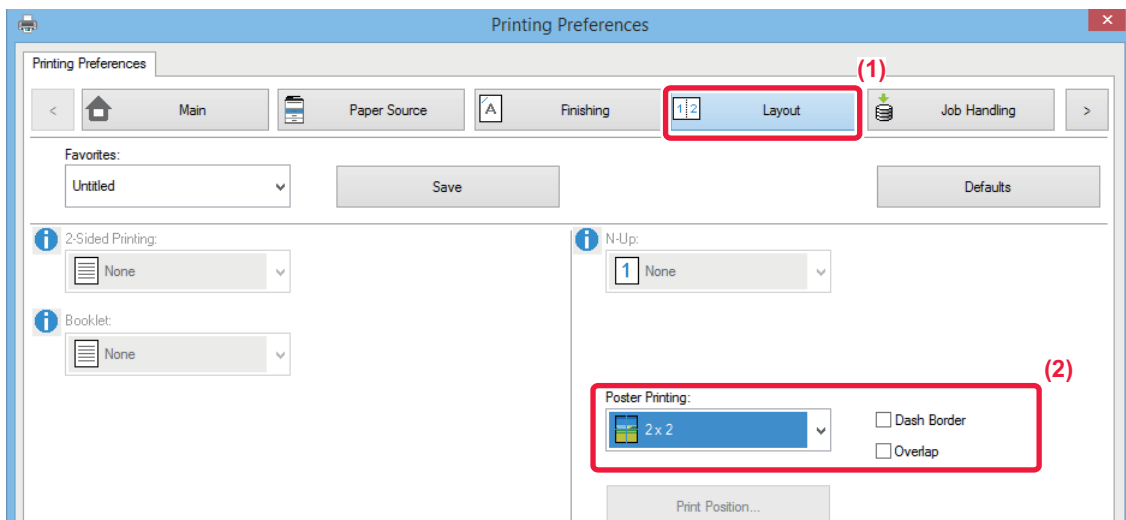 Printing Preferences
Printing Preferences
(1)
< Main Paper Source A Finishing 1 2 Layout Job Handling >
Favorites:
Untitled Save Defaults
i 2-Sided Printing:
None
i Booklet:
None
i N-Up:
1 None
(2)
Poster Printing:
2 x 2
Dash Border
Overlap
Print Position...